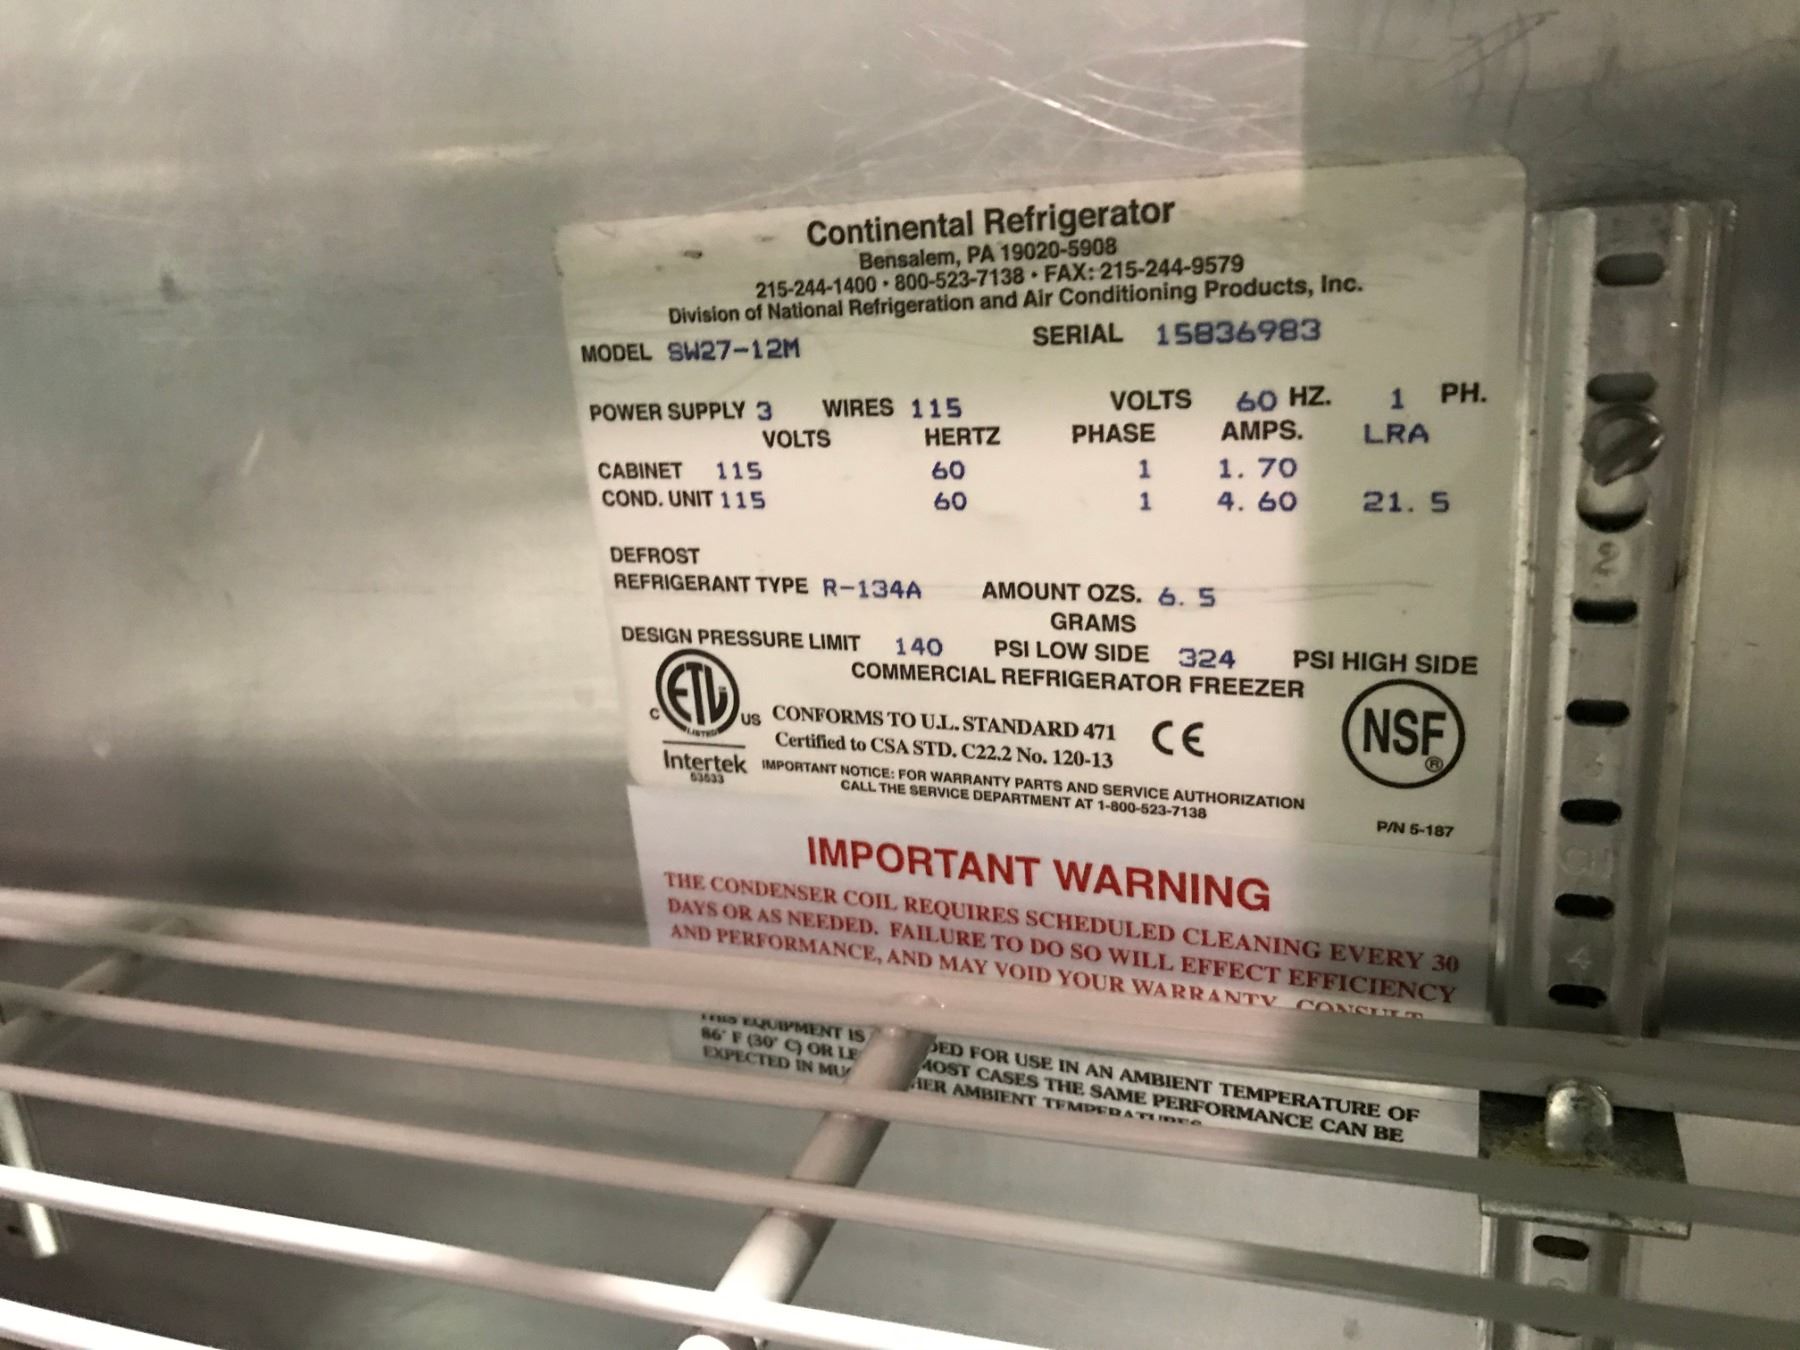 Continental Refrigerator
Bensalem, PA 19020-5908
215-244-1400 • 800-523-7138 • FAX: 215-244-9579
Division of National Refrigeration and Air Conditioning Products, Inc.
MODEL SW27-12M SERIAL 15836983
POWER SUPPLY 3 WIRES 115 VOLTS 60 HZ. 1 PH.
VOLTS HERTZ PHASE AMPS. LRA
CABINET 115 60 1 1.70
COND. UNIT 115 60 1 4.60 21.5
DEFROST
REFRIGERANT TYPE R-134A AMOUNT OZS. 6.5
GRAMS
DESIGN PRESSURE LIMIT 140 PSI LOW SIDE 324 PSI HIGH SIDE
COMMERCIAL REFRIGERATOR FREEZER
C ETL US
LISTED
Intertek
53533
CONFORMS TO U.L. STANDARD 471
Certified to CSA STD. C22.2 No. 120-13
CE
NSF®
IMPORTANT NOTICE: FOR WARRANTY PARTS AND SERVICE AUTHORIZATION
CALL THE SERVICE DEPARTMENT AT 1-800-523-7138
P/N 5-187
IMPORTANT WARNING
THE CONDENSER COIL REQUIRES SCHEDULED CLEANING EVERY 30
DAYS OR AS NEEDED. FAILURE TO DO SO WILL EFFECT EFFICIENCY
AND PERFORMANCE, AND MAY VOID YOUR WARRANTY. CONSULT
THIS EQUIPMENT IS FOR USE IN AN AMBIENT TEMPERATURE OF
86° F (30° C) OR MOST CASES THE SAME PERFORMANCE CAN BE
EXPECTED IN AMBIENT TEMPERATURES
2
4